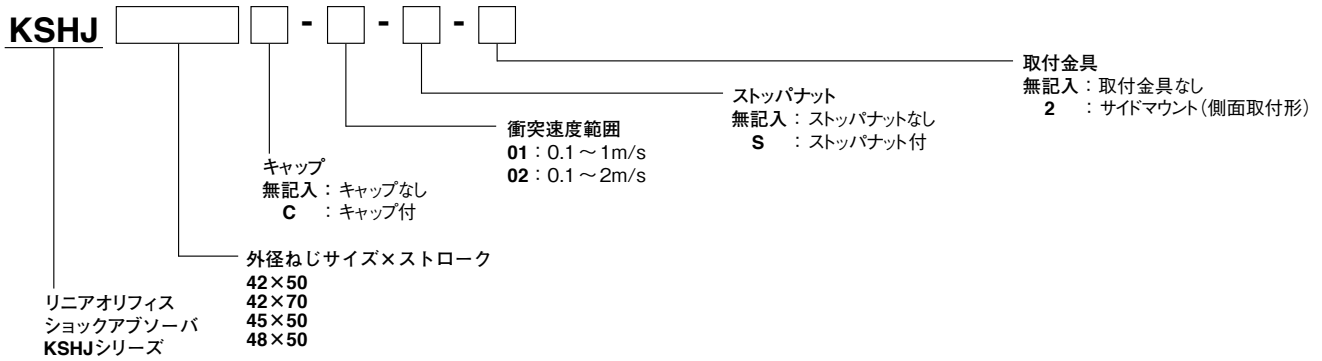 KSHJ - - -
取付金具
無記入：取付金具なし
2 ：サイドマウント（側面取付形）
ストッパナット
無記入：ストッパナットなし
S ：ストッパナット付
衝突速度範囲
01：0.1～1m/s
02：0.1～2m/s
キャップ
無記入：キャップなし
C ：キャップ付
外径ねじサイズ×ストローク
42×50
42×70
45×50
48×50
リニアオリフィス
ショックアブソーバ
KSHJシリーズ